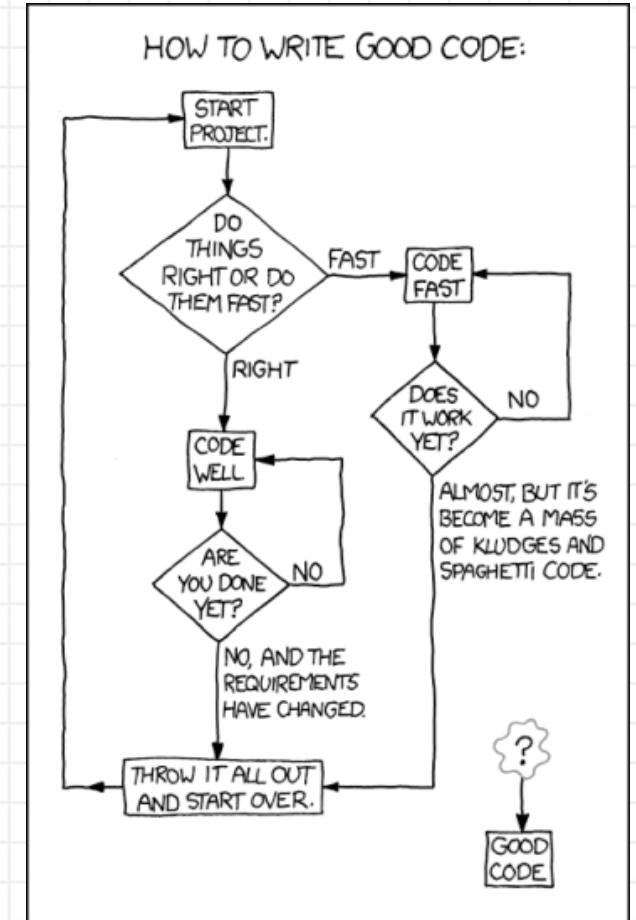 HOW TO WRITE GOOD CODE:
START
PROJECT.
DO
THINGS
RIGHT OR DO
THEM FAST?
FAST
CODE
FAST
RIGHT
DOES
IT WORK
YET?
NO
CODE
WELL
ALMOST, BUT IT'S
BECOME A MASS
OF KLUDGES AND
SPAGHETTI CODE.
ARE
YOU DONE
YET?
NO
NO, AND THE
REQUIREMENTS
HAVE CHANGED.
THROW IT ALL OUT
AND START OVER.
?
GOOD
CODE